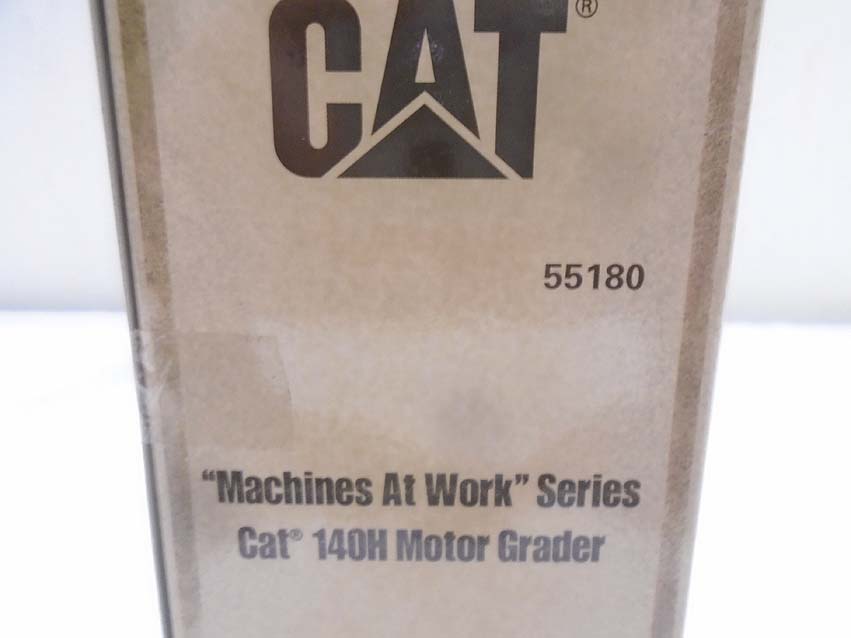 CAT®
55180
“Machines At Work” Series
Cat® 140H Motor Grader